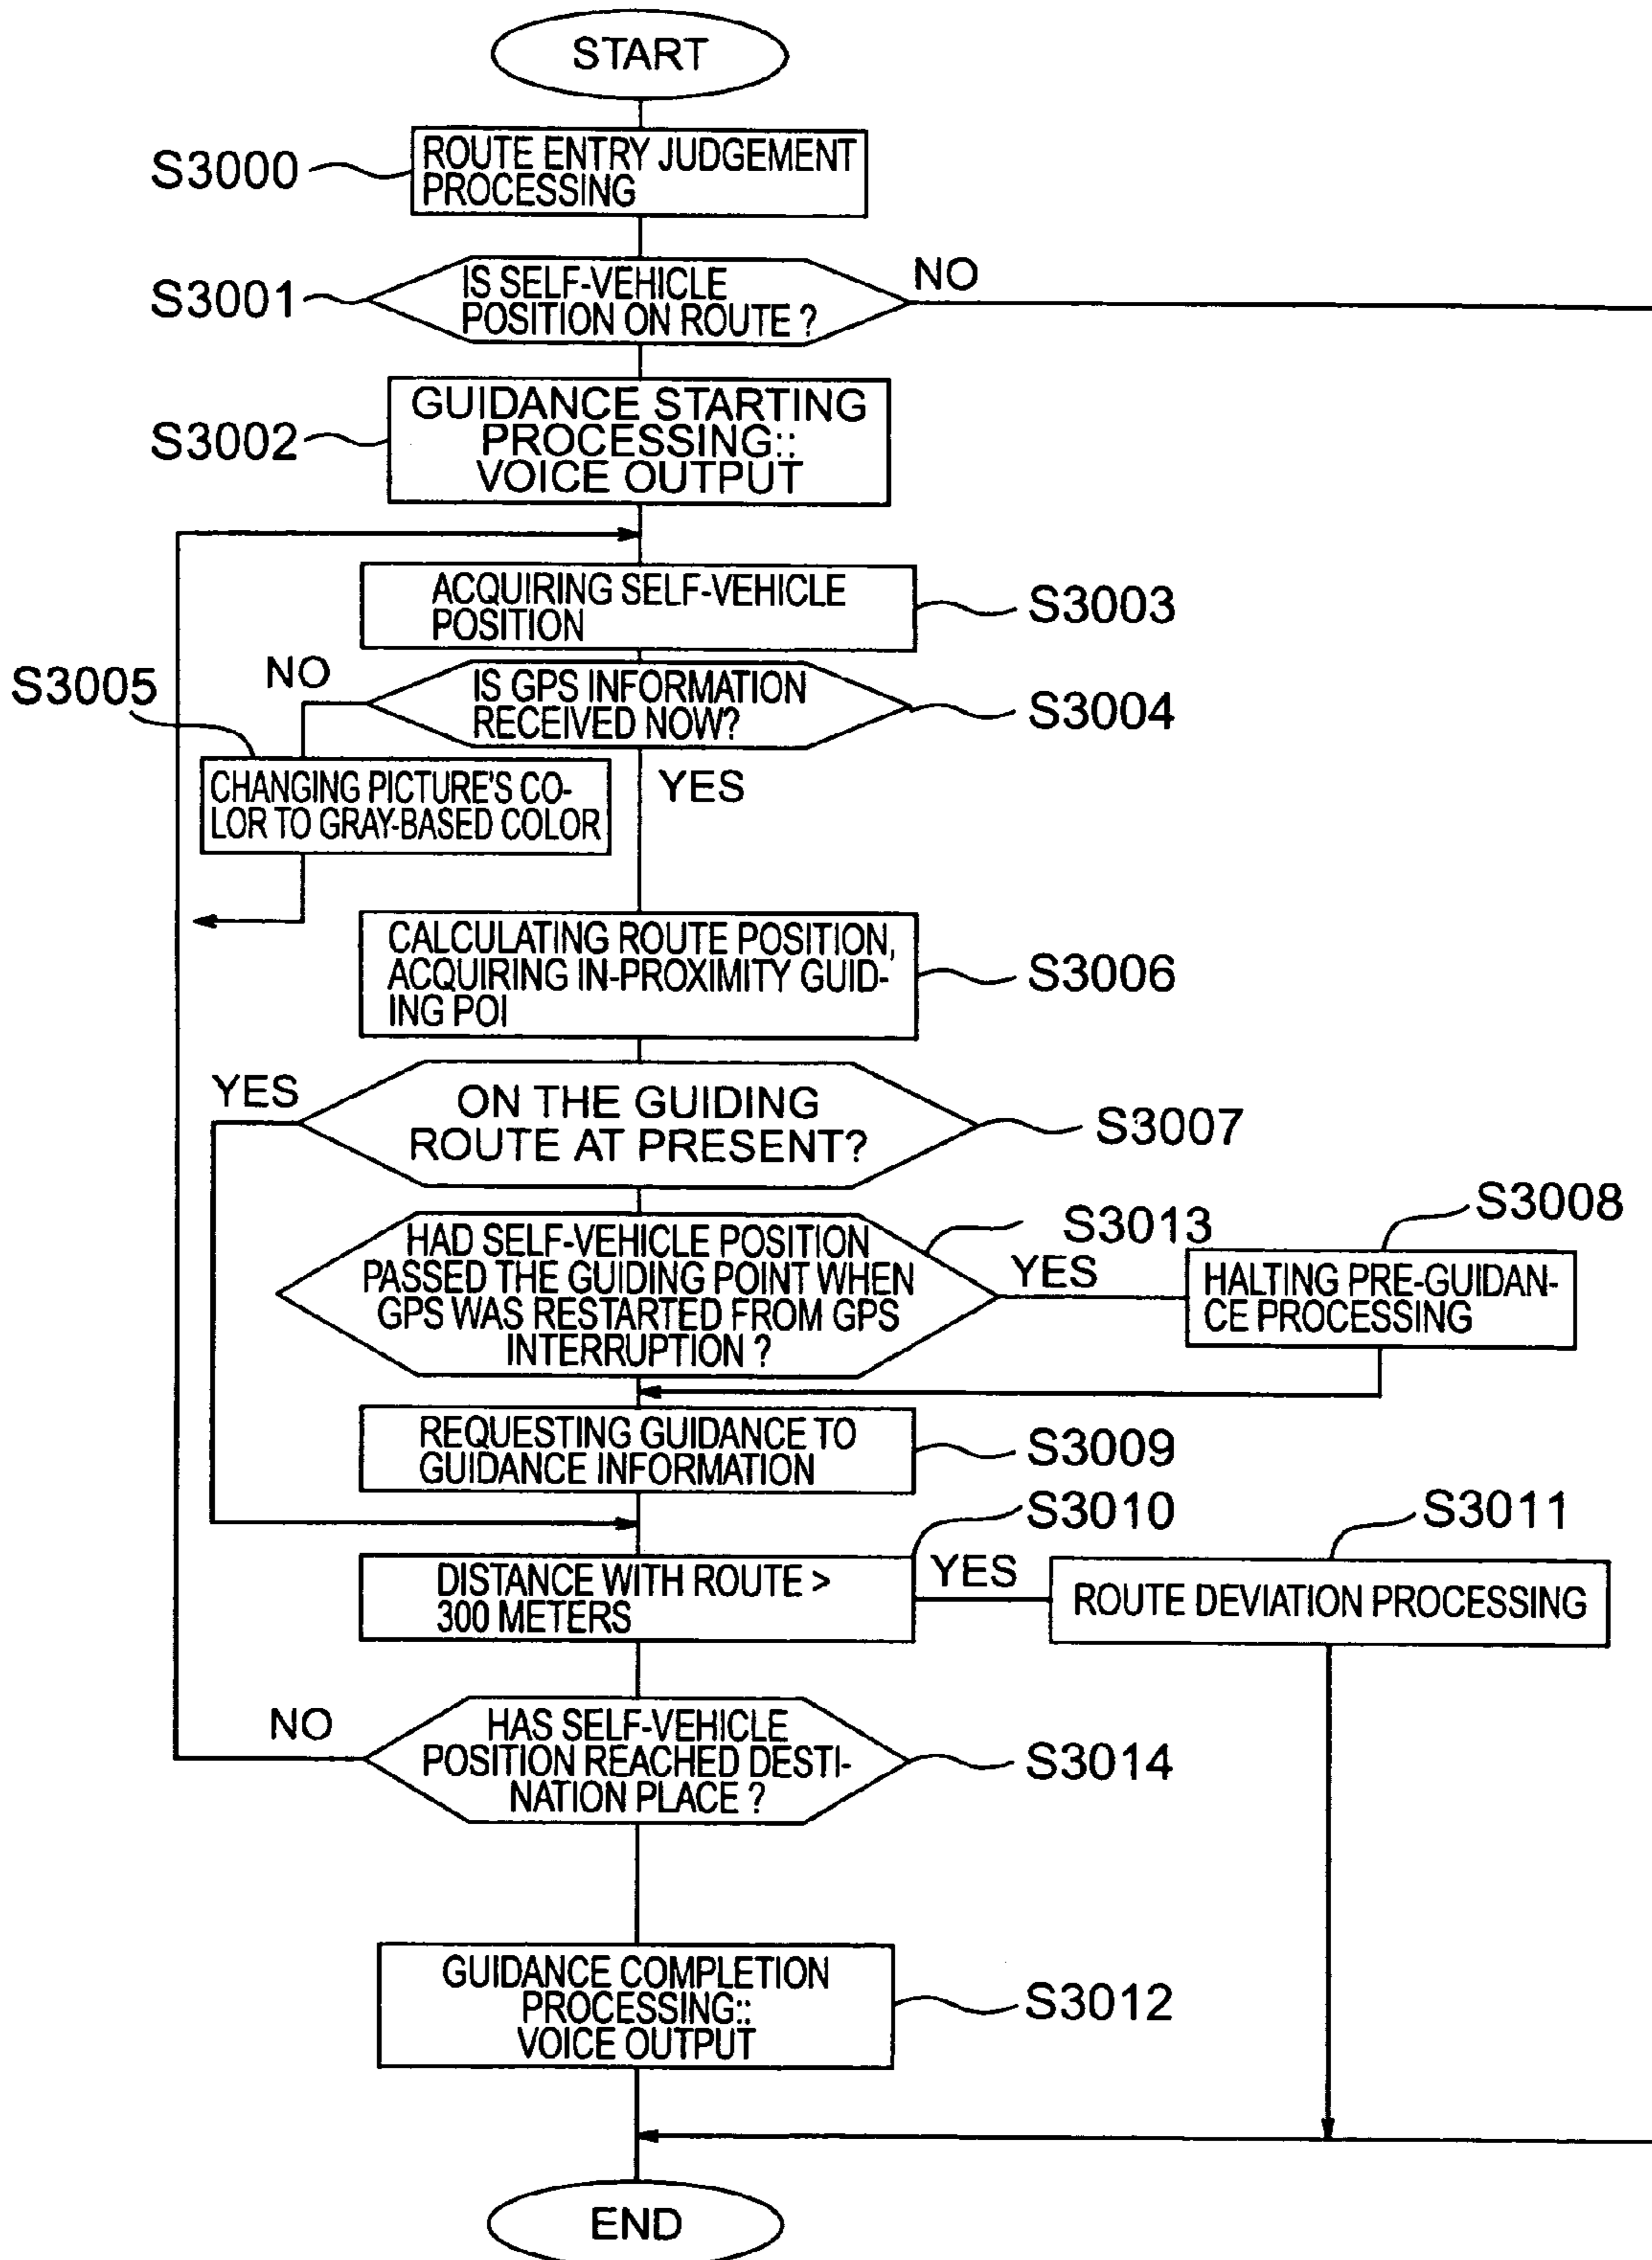 START
S3000
ROUTE ENTRY JUDGEMENT
PROCESSING
S3001
IS SELF-VEHICLE
POSITION ON ROUTE ?
NO
S3002
GUIDANCE STARTING
PROCESSING::
VOICE OUTPUT
ACQUIRING SELF-VEHICLE
POSITION
S3003
S3005
NO
IS GPS INFORMATION
RECEIVED NOW?
S3004
CHANGING PICTURE'S CO-
LOR TO GRAY-BASED COLOR
YES
CALCULATING ROUTE POSITION,
ACQUIRING IN-PROXIMITY GUID-
ING POI
S3006
YES
ON THE GUIDING
ROUTE AT PRESENT?
S3007
HAD SELF-VEHICLE POSITION
PASSED THE GUIDING POINT WHEN
GPS WAS RESTARTED FROM GPS
INTERRUPTION ?
S3013
YES
S3008
HALTING PRE-GUIDAN-
CE PROCESSING
REQUESTING GUIDANCE TO
GUIDANCE INFORMATION
S3009
S3010
DISTANCE WITH ROUTE >
300 METERS
YES
S3011
ROUTE DEVIATION PROCESSING
NO
HAS SELF-VEHICLE
POSITION REACHED DESTI-
NATION PLACE ?
S3014
GUIDANCE COMPLETION
PROCESSING::
VOICE OUTPUT
S3012
END